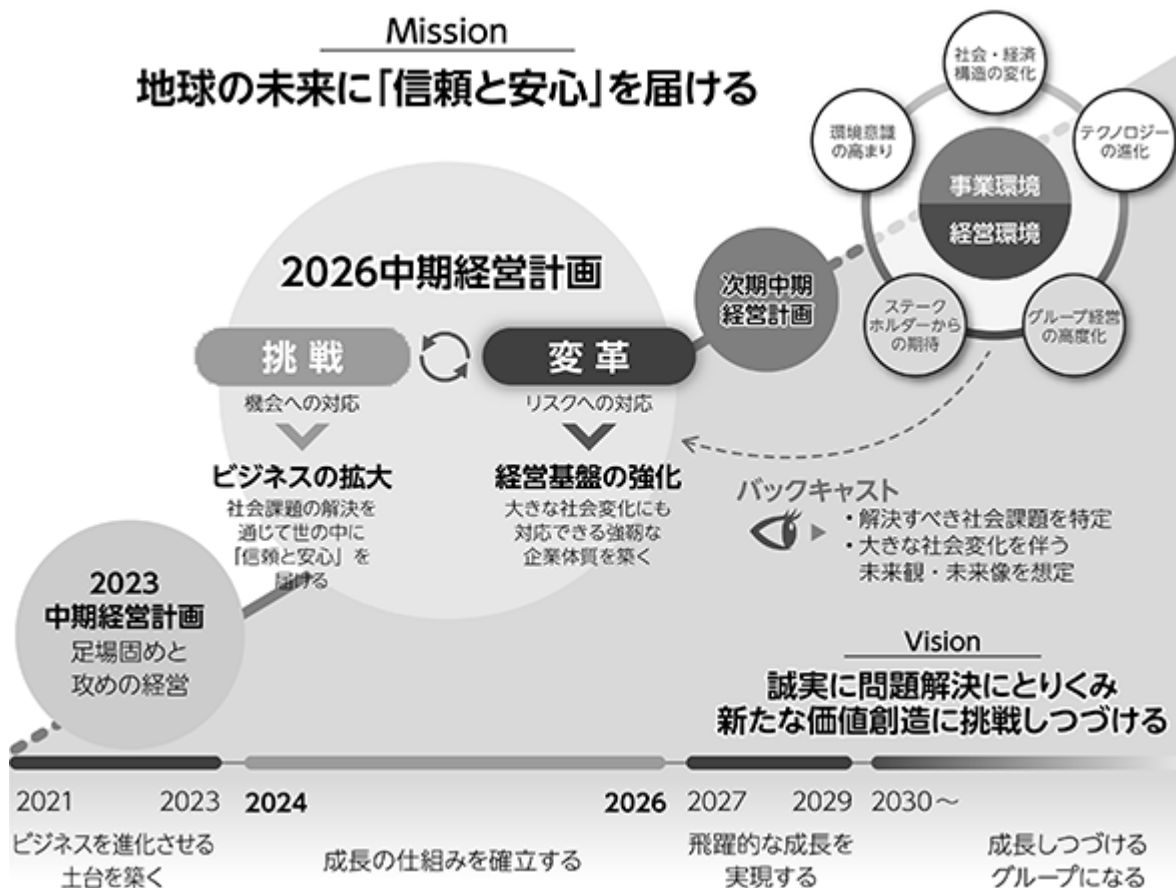 Mission
地球の未来に「信頼と安心」を届ける
社会・経済
構造の変化
環境意識
の高まり
テクノロジー
の進化
事業環境
経営環境
ステーク
ホルダーから
の期待
グループ経営
の高度化
2026中期経営計画
次期中期
経営計画
挑戦
変革
機会への対応
リスクへの対応
ビジネスの拡大
経営基盤の強化
社会課題の解決を
通じて世の中に
「信頼と安心」を
届ける
大きな社会変化にも
対応できる強靭な
企業体質を築く
バックキャスト
・解決すべき社会課題を特定
・大きな社会変化を伴う
未来観・未来像を想定
2023
中期経営計画
足場固めと
攻めの経営
Vision
誠実に問題解決にとりくみ
新たな価値創造に挑戦しつづける
2021
2023
2024
2026
2027
2029
2030～
ビジネスを進化させる
土台を築く
成長の仕組みを確立する
飛躍的な成長を
実現する
成長しつづける
グループになる